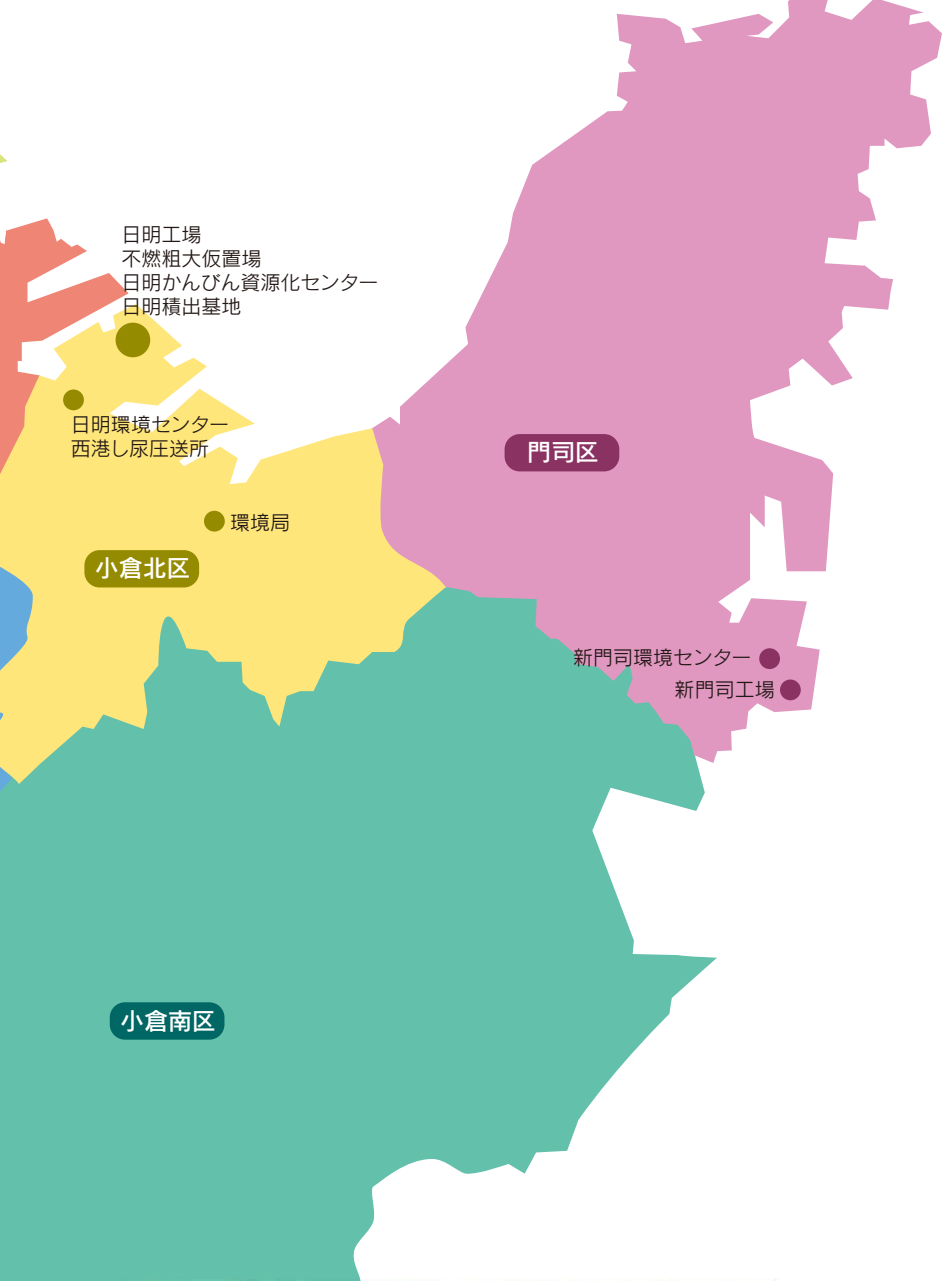 日明工場
不燃粗大仮置場
日明かんびん資源化センター
日明積出基地
日明環境センター
西港し尿圧送所
門司区
環境局
小倉北区
新門司環境センター
新門司工場
小倉南区